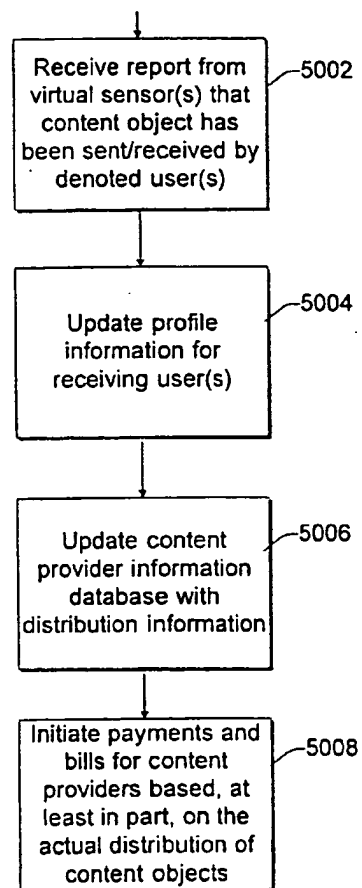 Receive report from
virtual sensor(s) that
content object has
been sent/received by
denoted user(s)
5002
Update profile
information for
receiving user(s)
5004
Update content
provider information
database with
distribution information
5006
Initiate payments and
bills for content
providers based, at
least in part, on the
actual distribution of
content objects
5008